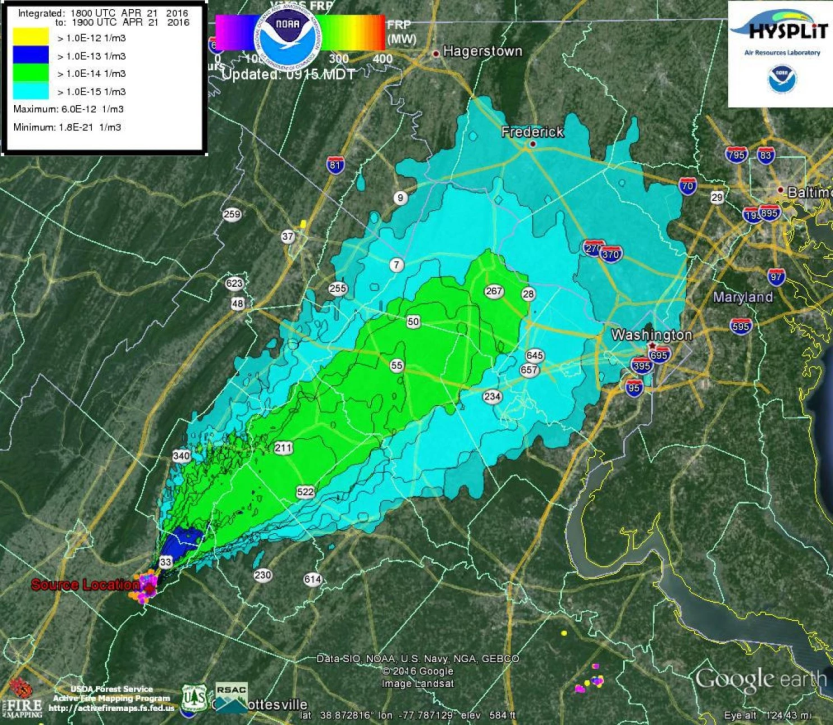 Integrated: 1800 UTC APR 21 2016
to: 1900 UTC APR 21 2016
> 1.0E-12 1/m3
> 1.0E-13 1/m3
> 1.0E-14 1/m3
> 1.0E-15 1/m3
Maximum: 6.0E-12 1/m3
Minimum: 1.8E-21 1/m3
FRP
NOAA
FRP
(MW)
0
300
400
Updated: 0915 MDT
HYSPLIT
Air Resources Laboratory
NOAA
Hagerstown
Frederick
81
795
83
70
29
9
Baltim
895
259
37
270
370
7
97
623
48
255
267
28
Maryland
50
595
Washington
645
657
695
395
55
95
234
340
211
522
33
Source Location
230
614
Data SIO, NOAA, U.S. Navy, NGA, GEBCO
© 2016 Google
Image Landsat
Google earth
FIRE
MAPPING
USDA Forest Service
Active Fire Mapping Program
http://activefiremaps.fs.fed.us
RSAC
ottesville
lat 38.872816° lon -77.787129° elev 584 ft
Eye alt 124.43 mi